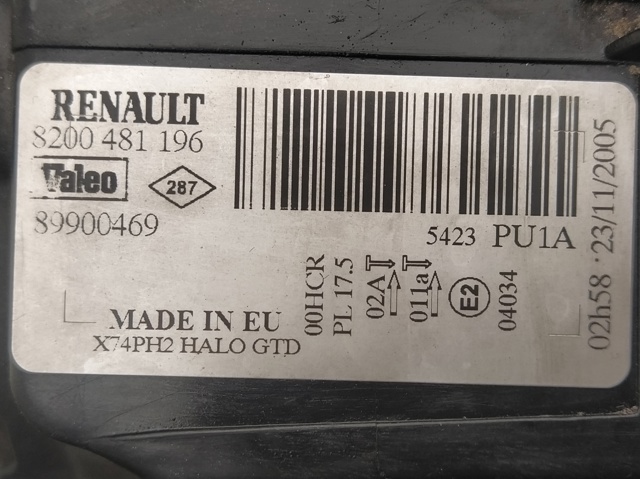 RENAULT
8200 481 196
Valeo
287
89900469
5423 PU1A
MADE IN EU
X74PH2 HALO GTD
00HCR
PL 17.5
02A
011a
E2
04034
02h58 · 23/11/2005